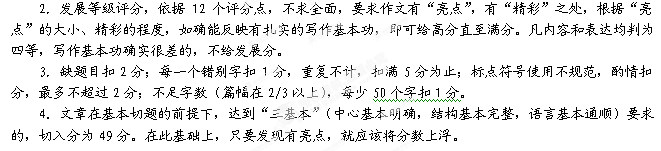 2. 发展等级评分，依据 12 个评分点，不求全面，要求作文有“亮点”，有“精彩”之处，根据“亮
点”的大小、精彩的程度，如确能反映有扎实的写作基本功，即可给高分直至满分。几内容和表达均判为
四等，写作基本功确实很差的，不给发展分。
3. 缺题目扣 2 分；每一个错别字扣 1 分，重复不计，扣满 5 分为止；标点符号使用不规范，酌情扣
分，最多不超过 2 分；不足字数（篇幅在 2/3 以上），每少 50 个字扣 1 分。
4. 文章在基本切题的前提下，达到“三基本”（中心基本明确，结构基本完整，语言基本通顺）要求
的，切入分为 49 分。在此基础上，只要发现有亮点，就应该将分数上浮。